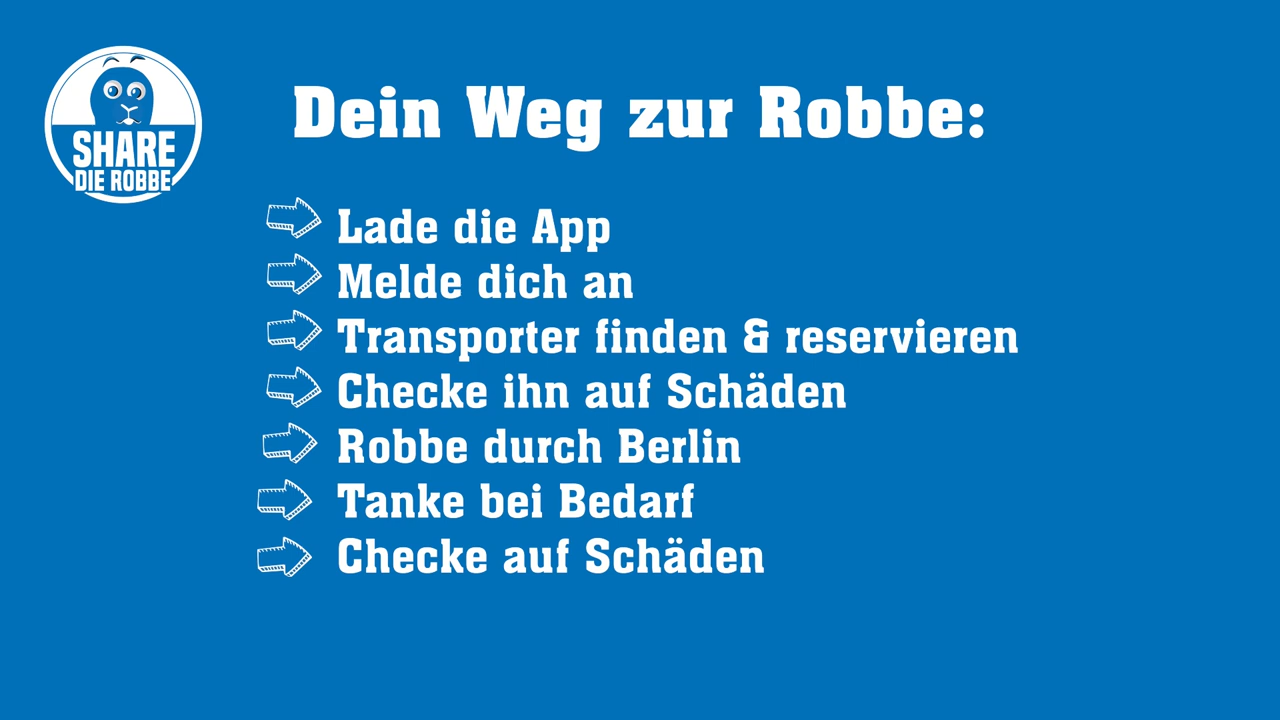 SHARE
DIE ROBBE
Dein Weg zur Robbe:
Lade die App
Melde dich an
Transporter finden & reservieren
Checke ihn auf Schäden
Robbe durch Berlin
Tanke bei Bedarf
Checke auf Schäden